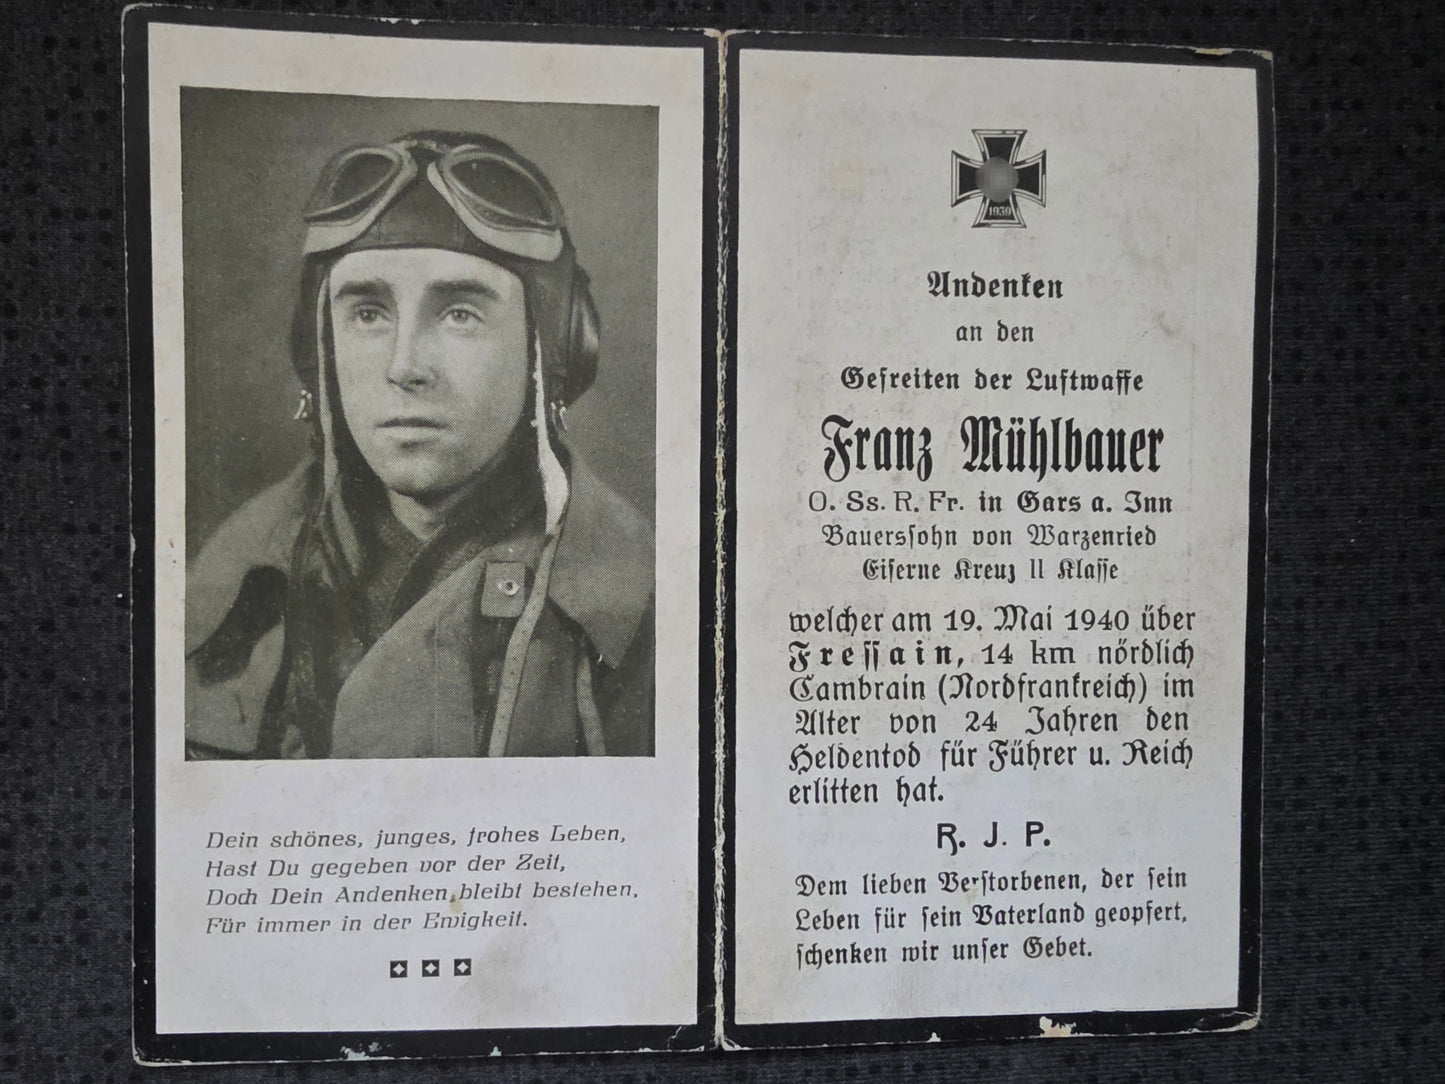 Dein schönes, junges, frohes Leben,
Hast Du gegeben vor der Zeit,
Doch Dein Andenken bleibt bestehen,
Für immer in der Ewigkeit.
1939
Andenken
an den
Gefreiten der Luftwaffe
Franz Mühlbauer
O. Ss. R. Fr. in Gars a. Inn
Bauerssohn von Warzenried
Eiserne Kreuz II Klasse
welcher am 19. Mai 1940 über
Fressain, 14 km nördlich
Cambrain (Nordfrankreich) im
Alter von 24 Jahren den
Heldentod für Führer u. Reich
erlitten hat.
R. J. P.
Dem lieben Verstorbenen, der sein
Leben für sein Vaterland geopfert,
schenken wir unser Gebet.